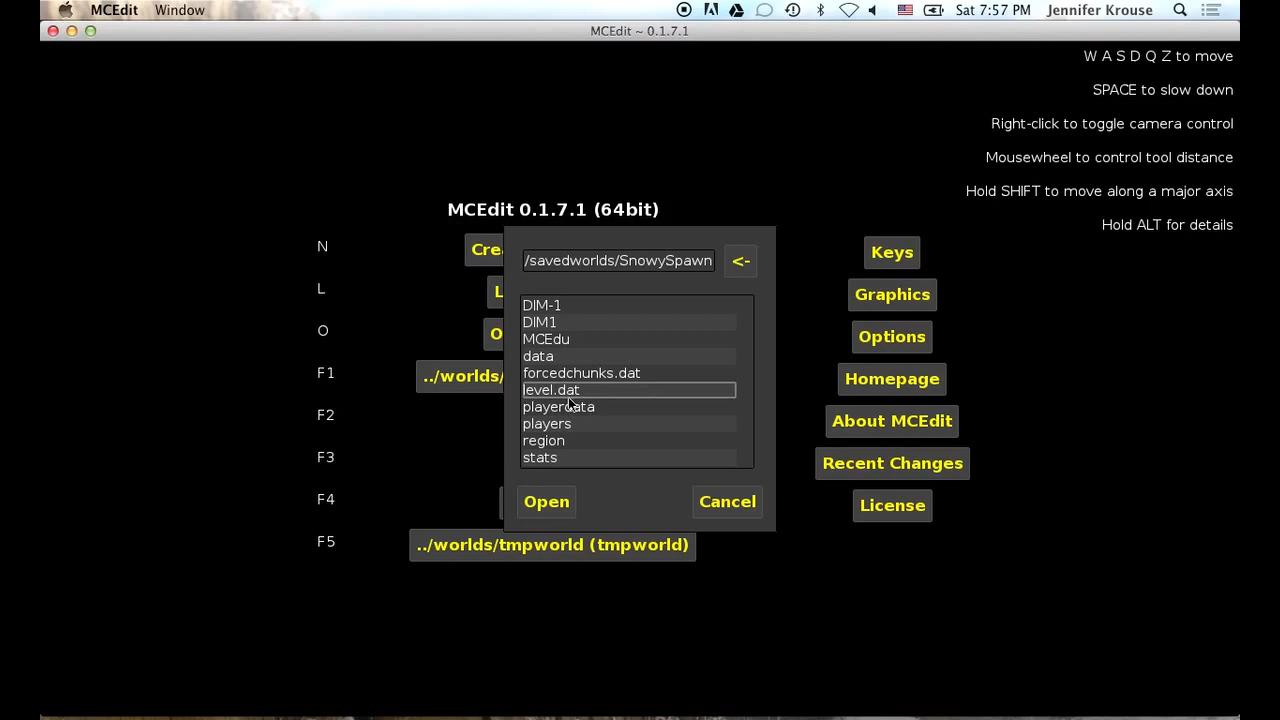 MCEdit Window Sat 7:57 PM Jennifer Krouse
MCEdit ~ 0.1.7.1
W A S D Q Z to move
SPACE to slow down
Right-click to toggle camera control
Mousewheel to control tool distance
Hold SHIFT to move along a major axis
Hold ALT for details
MCEdit 0.1.7.1 (64bit)
N Cre
L L
O O
F1 ../worlds/
F2
F3
F4
F5 ../worlds/tmpworld (tmpworld)
/savedworlds/SnowySpawn <-
DIM-1
DIM1
MCEdu
data
forcedchunks.dat
level.dat
playerdata
players
region
stats
Open Cancel
Keys
Graphics
Options
Homepage
About MCEdit
Recent Changes
License